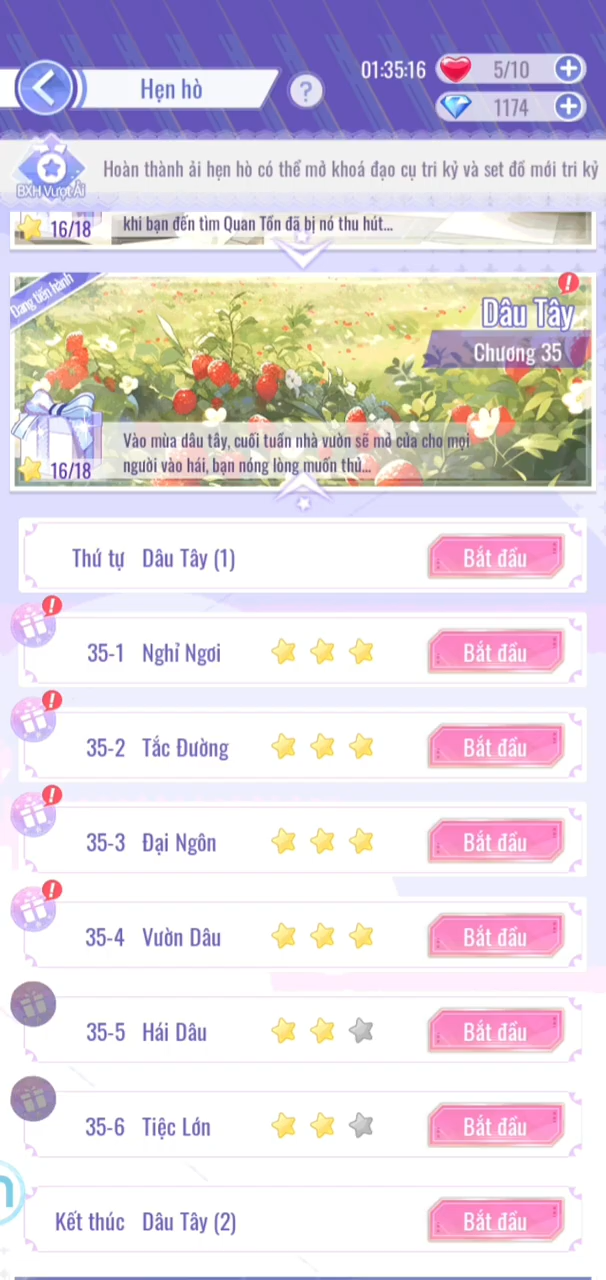 Hẹn hò
?
01:35:16
5/10
1174
BXH Vượt Ải
Hoàn thành ải hẹn hò có thể mở khoá đạo cụ tri kỷ và set đồ mới tri kỷ
16/18
khi bạn đến tìm Quan Tồn đã bị nó thu hút...
Đang tiến hành
!
Dâu Tây
Chương 35
Vào mùa dâu tây, cuối tuần nhà vườn sẽ mở cửa cho mọi
người vào hái, bạn nóng lòng muốn thử...
16/18
Thứ tự Dâu Tây (1) Bắt đầu
!
35-1 Nghỉ Ngơi Bắt đầu
!
35-2 Tắc Đường Bắt đầu
!
35-3 Đại Ngôn Bắt đầu
!
35-4 Vườn Dâu Bắt đầu
35-5 Hái Dâu Bắt đầu
35-6 Tiệc Lớn Bắt đầu
Kết thúc Dâu Tây (2) Bắt đầu